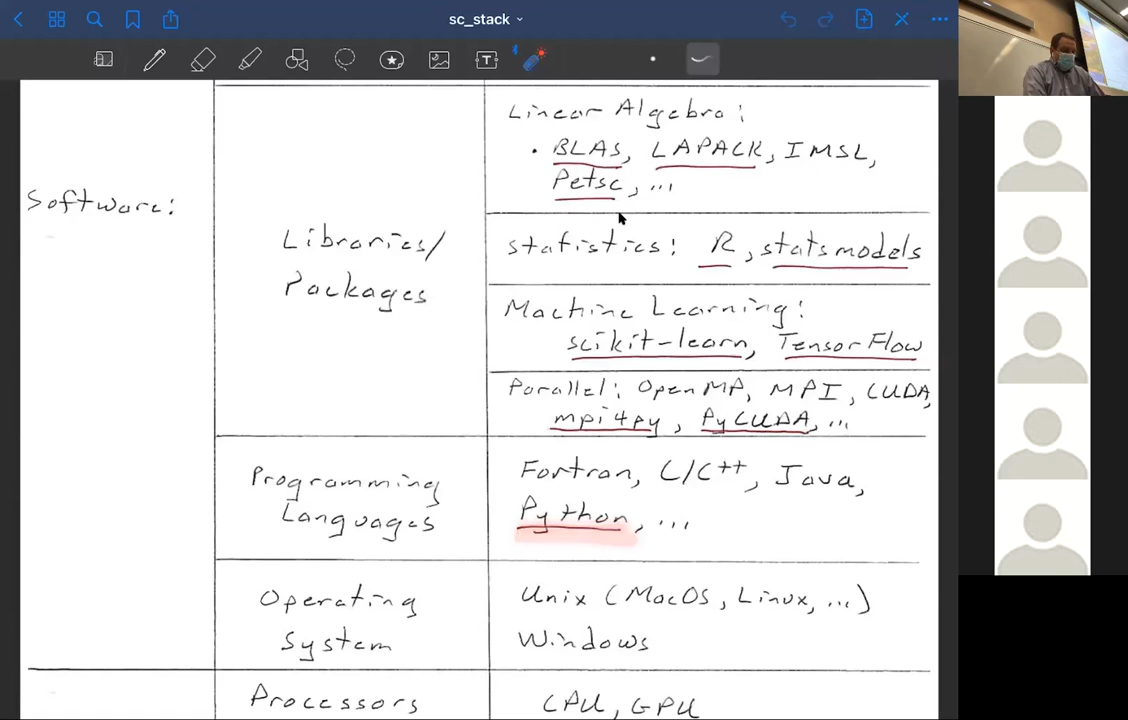 sc_stack
Software:
Libraries/
Packages
Linear Algebra:
• BLAS, LAPACK, IMSL,
Petsc, ...
Statistics: R, statsmodels
Machine Learning:
scikit-learn, TensorFlow
Parallel: OpenMP, MPI, CUDA,
mpi4py, PyCUDA, ...
Programming
Languages
Fortran, C/C++, Java,
Python, ...
Operating
System
Unix (MacOS, Linux, ...)
Windows
Processors
CPU, GPU